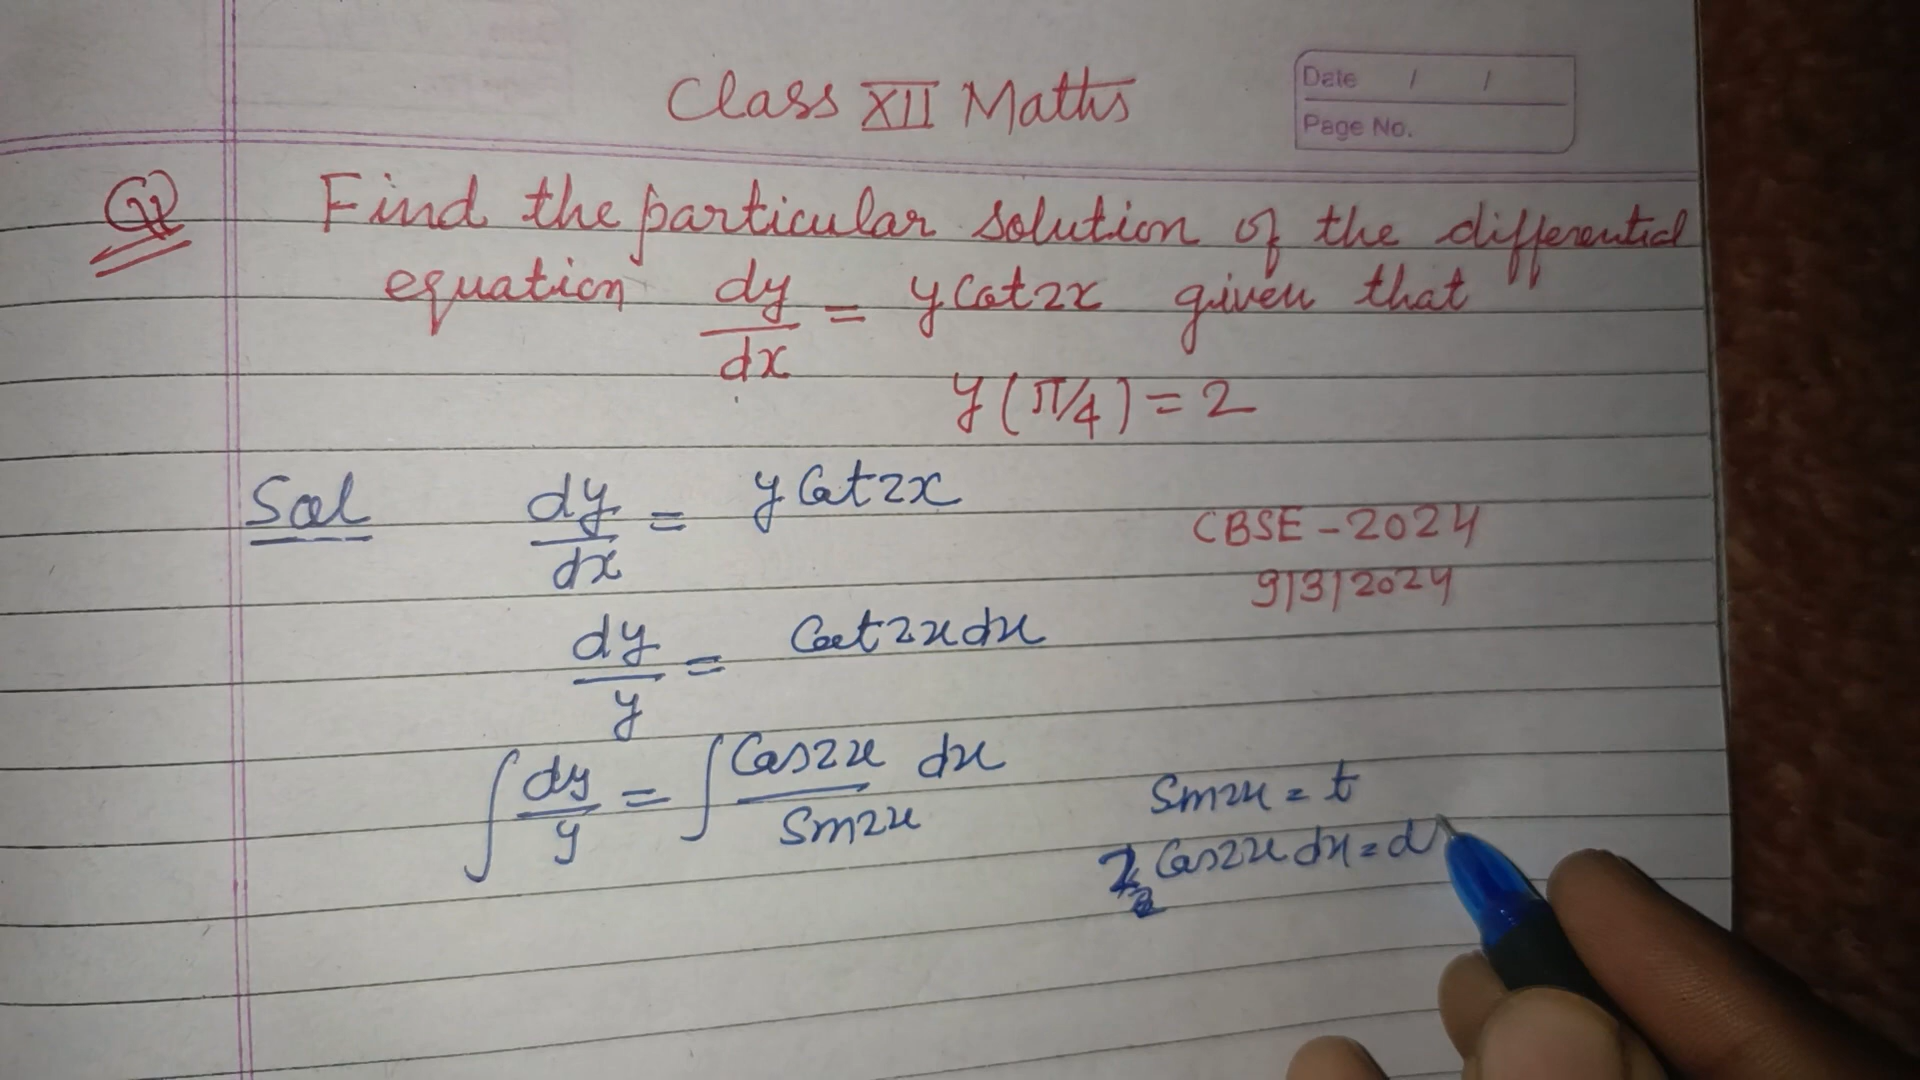 Class XII Maths
Date / /
Page No.
Q Find the particular solution of the differential
equation dy/dx = y Cot2x given that
y(π/4) = 2
Sol dy/dx = y Cot2x
CBSE - 2024
9/3/2024
dy/y = Cot2x dx
∫ dy/y = ∫ Cos2x/Sin2x dx
Sin2x = t
Cos2x dx = d